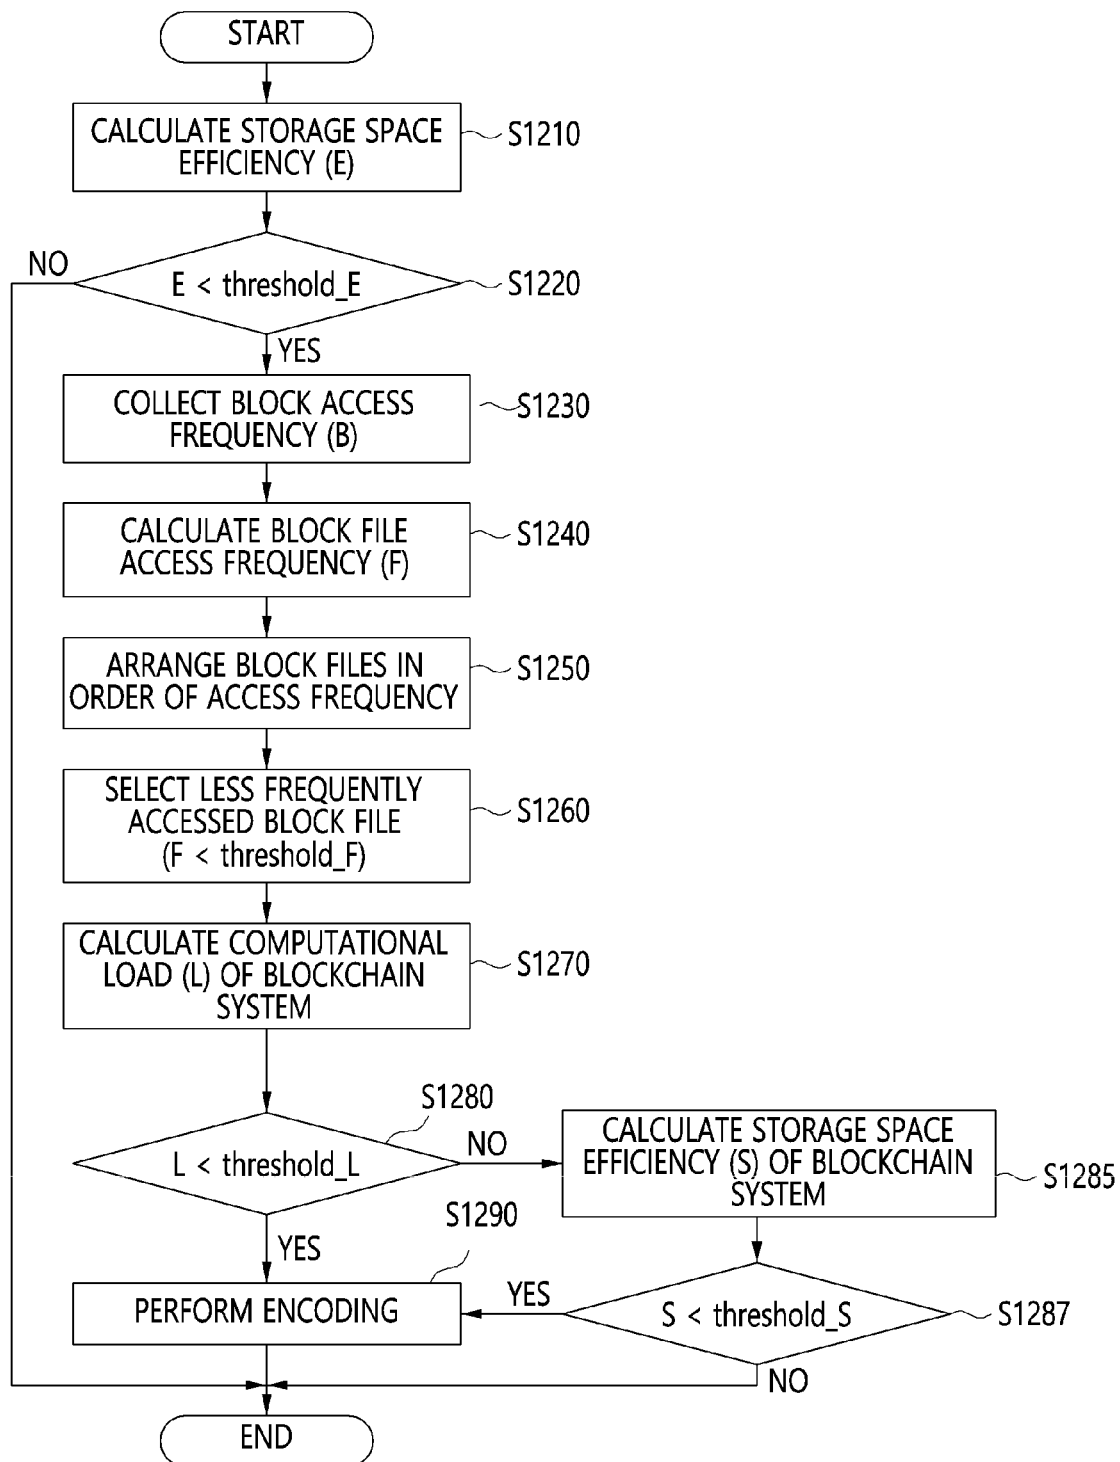 START
CALCULATE STORAGE SPACE
EFFICIENCY (E)
S1210
NO
E < threshold_E
S1220
YES
COLLECT BLOCK ACCESS
FREQUENCY (B)
S1230
CALCULATE BLOCK FILE
ACCESS FREQUENCY (F)
S1240
ARRANGE BLOCK FILES IN
ORDER OF ACCESS FREQUENCY
S1250
SELECT LESS FREQUENTLY
ACCESSED BLOCK FILE
(F < threshold_F)
S1260
CALCULATE COMPUTATIONAL
LOAD (L) OF BLOCKCHAIN
SYSTEM
S1270
L < threshold_L
S1280
NO
CALCULATE STORAGE SPACE
EFFICIENCY (S) OF BLOCKCHAIN
SYSTEM
S1285
YES
S1290
PERFORM ENCODING
YES
S < threshold_S
S1287
NO
END